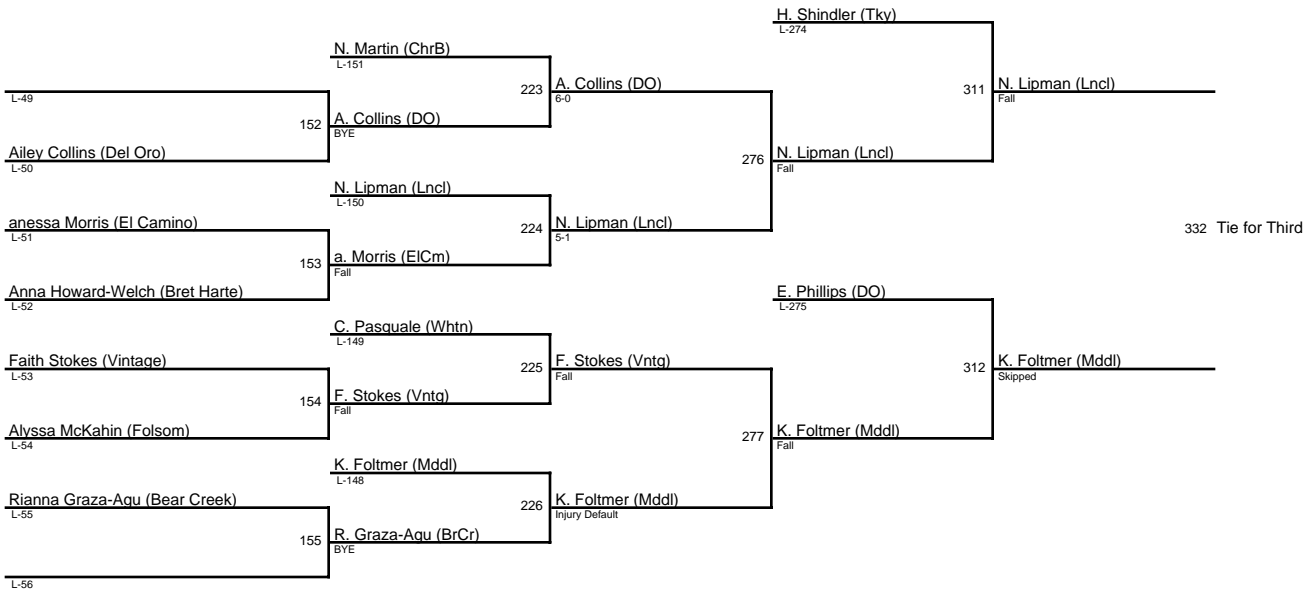 H. Shindler (Tky)
L-274
N. Martin (ChrB)
L-151
L-49
223
A. Collins (DO)
6-0
311
N. Lipman (Lncl)
Fall
152
A. Collins (DO)
BYE
Ailey Collins (Del Oro)
L-50
276
N. Lipman (Lncl)
Fall
N. Lipman (Lncl)
L-150
anessa Morris (El Camino)
L-51
224
N. Lipman (Lncl)
5-1
332 Tie for Third
153
a. Morris (ElCm)
Fall
Anna Howard-Welch (Bret Harte)
L-52
E. Phillips (DO)
L-275
C. Pasquale (Whtn)
L-149
Faith Stokes (Vintage)
L-53
225
F. Stokes (Vntg)
Fall
312
K. Foltmer (Mddl)
Skipped
154
F. Stokes (Vntg)
Fall
Alyssa McKahin (Folsom)
L-54
277
K. Foltmer (Mddl)
Fall
K. Foltmer (Mddl)
L-148
Rianna Graza-Agu (Bear Creek)
L-55
226
K. Foltmer (Mddl)
Injury Default
155
R. Graza-Agu (BrCr)
BYE
L-56